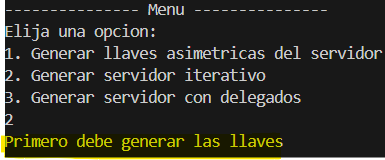 --------------- Menu ---------------
Elija una opcion:
1. Generar llaves asimetricas del servidor
2. Generar servidor iterativo
3. Generar servidor con delegados
2
Primero debe generar las llaves